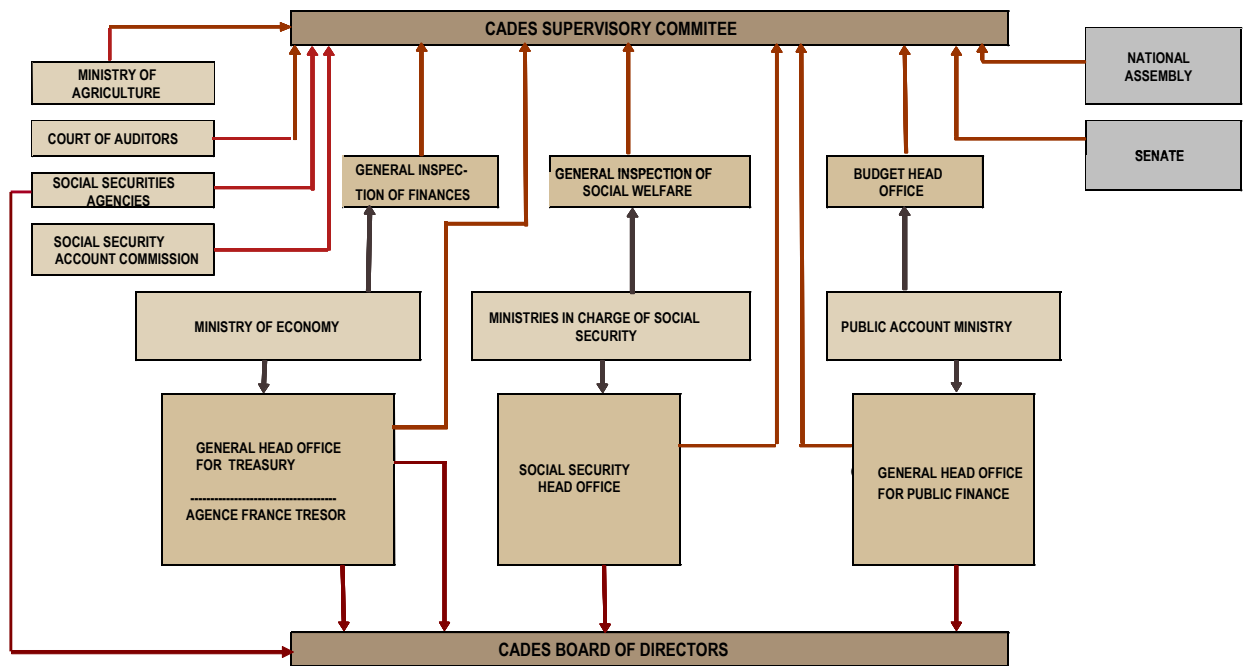 CADES SUPERVISORY COMMITEE
MINISTRY OF
AGRICULTURE
NATIONAL
ASSEMBLY
COURT OF AUDITORS
SENATE
SOCIAL SECURITIES
AGENCIES
GENERAL INSPEC-
TION OF FINANCES
GENERAL INSPECTION OF
SOCIAL WELFARE
BUDGET HEAD
OFFICE
SOCIAL SECURITY
ACCOUNT COMMISSION
MINISTRY OF ECONOMY
MINISTRIES IN CHARGE OF SOCIAL
SECURITY
PUBLIC ACCOUNT MINISTRY
GENERAL HEAD OFFICE
FOR TREASURY
------------------------------------
AGENCE FRANCE TRESOR
SOCIAL SECURITY
HEAD OFFICE
GENERAL HEAD OFFICE
FOR PUBLIC FINANCE
CADES BOARD OF DIRECTORS